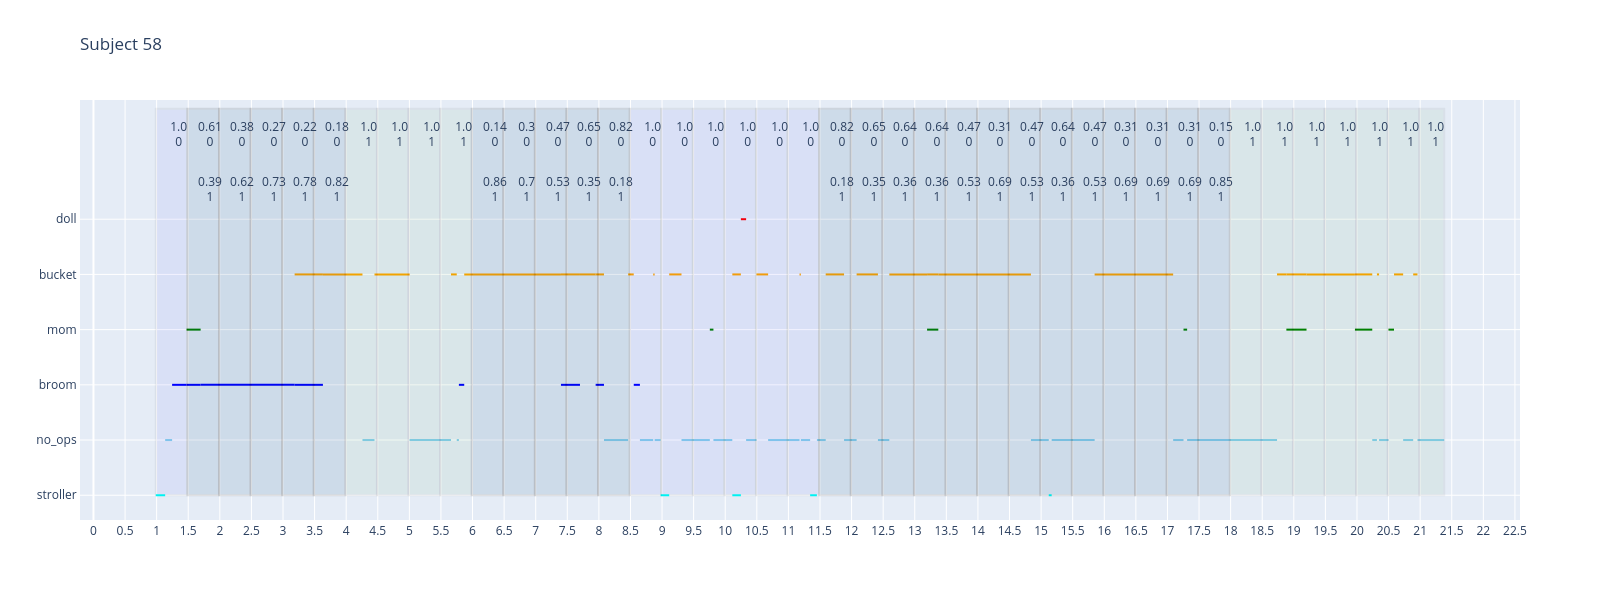 Subject 58
1.0 0.61 0.38 0.27 0.22 0.18 1.0 1.0 1.0 1.0 0.14 0.3 0.47 0.65 0.82 1.0 1.0 1.0 1.0 1.0 1.0 0.82 0.65 0.64 0.64 0.47 0.31 0.47 0.64 0.47 0.31 0.31 0.31 0.15 1.0 1.0 1.0 1.0 1.0 1.0 1.0
0 0 0 0 0 0 1 1 1 1 0 0 0 0 0 0 0 0 0 0 0 0 0 0 0 0 0 0 0 0 0 0 0 0 1 1 1 1 1 1 1
0.39 0.62 0.73 0.78 0.82 0.86 0.7 0.53 0.35 0.18 0.18 0.35 0.36 0.36 0.53 0.69 0.53 0.36 0.53 0.69 0.69 0.69 0.85
1 1 1 1 1 1 1 1 1 1 1 1 1 1 1 1 1 1 1 1 1 1 1
doll
bucket
mom
broom
no_ops
stroller
0 0.5 1 1.5 2 2.5 3 3.5 4 4.5 5 5.5 6 6.5 7 7.5 8 8.5 9 9.5 10 10.5 11 11.5 12 12.5 13 13.5 14 14.5 15 15.5 16 16.5 17 17.5 18 18.5 19 19.5 20 20.5 21 21.5 22 22.5